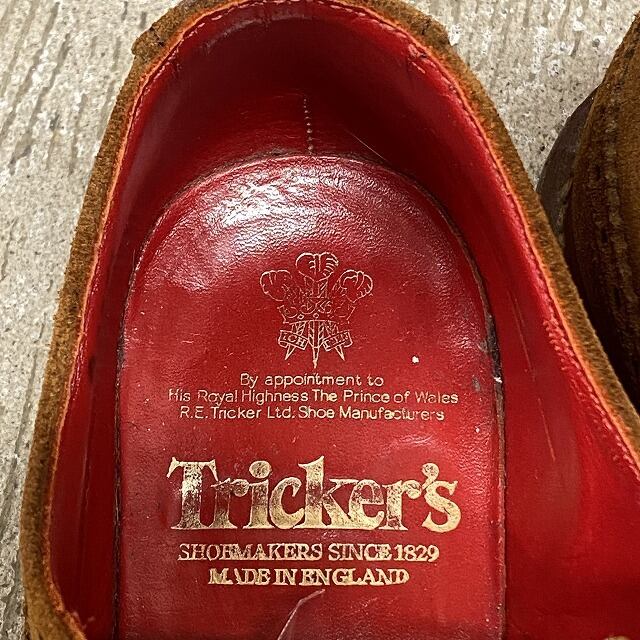 By appointment to
His Royal Highness The Prince of Wales
R.E. Tricker Ltd. Shoe Manufacturers
Tricker's
SHOEMAKERS SINCE 1829
MADE IN ENGLAND